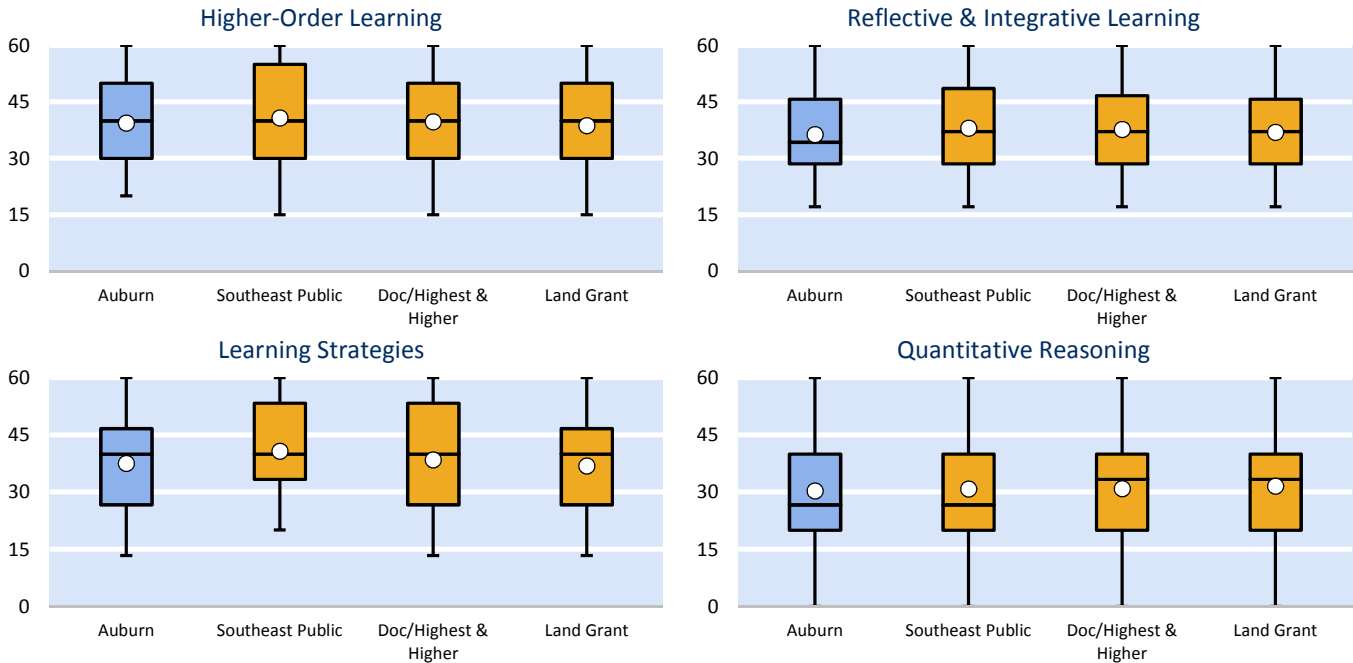 Higher-Order Learning
60
45
30
15
0
Auburn
Southeast Public
Doc/Highest &
Higher
Land Grant
Reflective & Integrative Learning
60
45
30
15
0
Auburn
Southeast Public
Doc/Highest &
Higher
Land Grant
Learning Strategies
60
45
30
15
0
Auburn
Southeast Public
Doc/Highest &
Higher
Land Grant
Quantitative Reasoning
60
45
30
15
0
Auburn
Southeast Public
Doc/Highest &
Higher
Land Grant